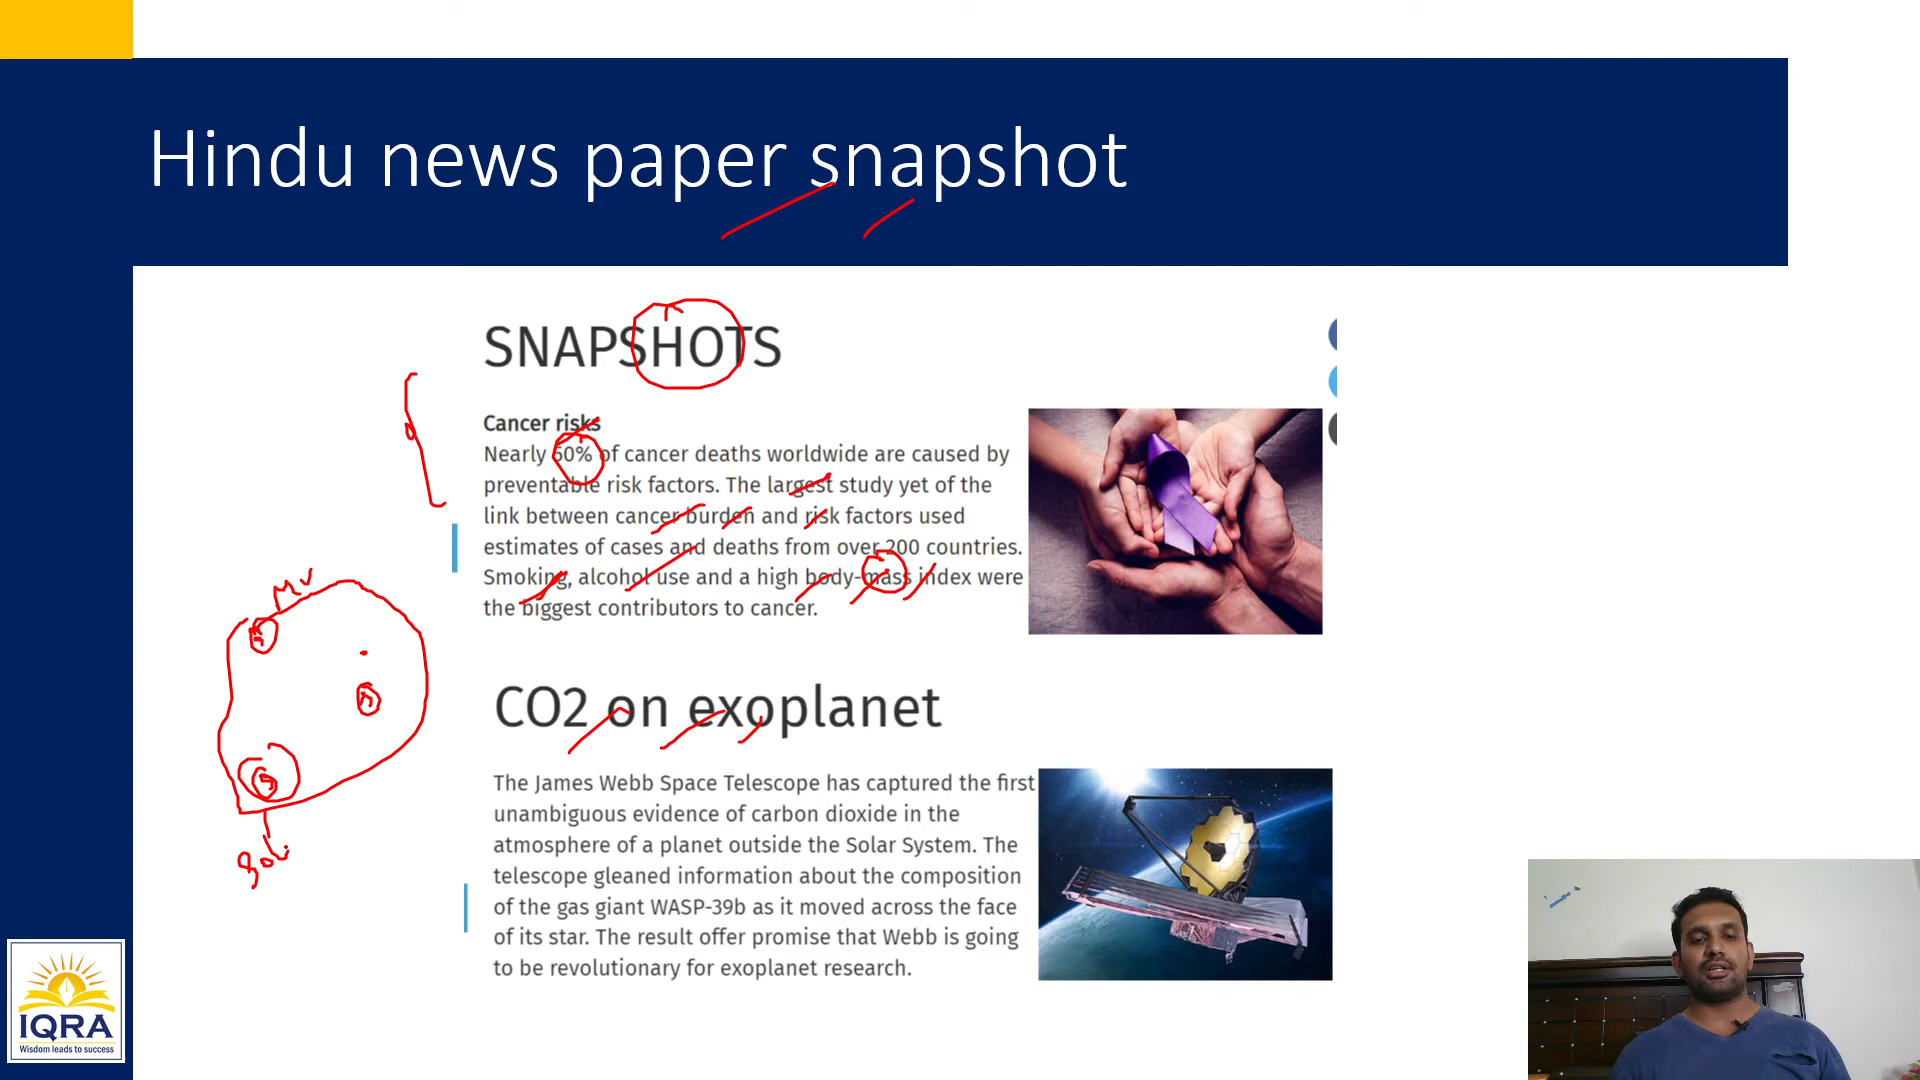 Hindu news paper snapshot
SNAPSHOTS
Cancer risks
Nearly 50% of cancer deaths worldwide are caused by
preventable risk factors. The largest study yet of the
link between cancer burden and risk factors used
estimates of cases and deaths from over 200 countries.
Smoking, alcohol use and a high body-mass index were
the biggest contributors to cancer.
CO2 on exoplanet
The James Webb Space Telescope has captured the first
unambiguous evidence of carbon dioxide in the
atmosphere of a planet outside the Solar System. The
telescope gleaned information about the composition
of the gas giant WASP-39b as it moved across the face
of its star. The result offer promise that Webb is going
to be revolutionary for exoplanet research.
IQRA
Wisdom leads to success